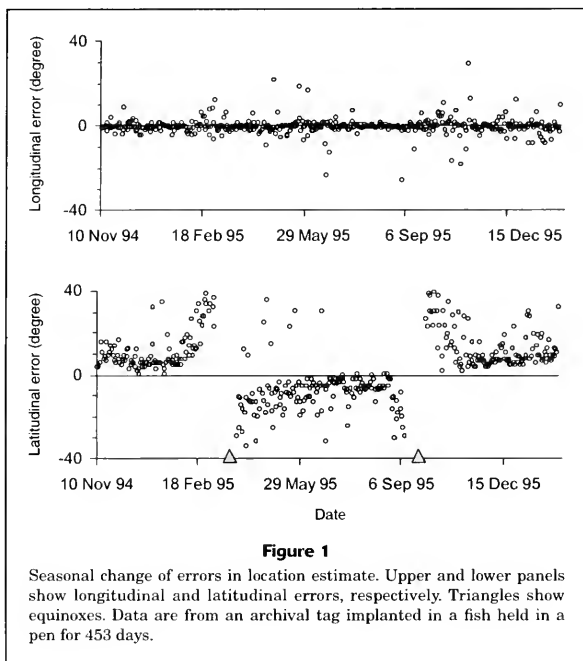 40
0
-40
Longitudinal error (degree)
10 Nov 94 18 Feb 95 29 May 95 6 Sep 95 15 Dec 95
40
0
-40
Latitudinal error (degree)
10 Nov 94 18 Feb 95 29 May 95 6 Sep 95 15 Dec 95
Date
Figure 1
Seasonal change of errors in location estimate. Upper and lower panels
show longitudinal and latitudinal errors, respectively. Triangles show
equinoxes. Data are from an archival tag implanted in a fish held in a
pen for 453 days.